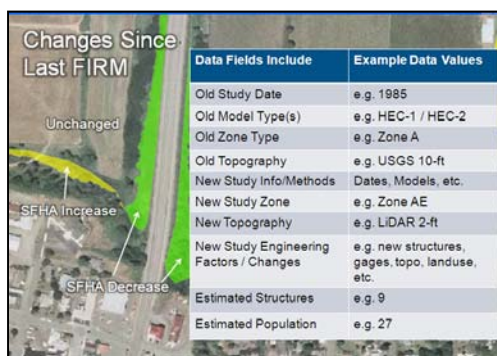 Changes Since
Last FIRM
Unchanged
SFHA Increase
SFHA Decrease
Data Fields Include Example Data Values
Old Study Date e.g. 1985
Old Model Type(s) e.g. HEC-1 / HEC-2
Old Zone Type e.g. Zone A
Old Topography e.g. USGS 10-ft
New Study Info/Methods Dates, Models, etc.
New Study Zone e.g. Zone AE
New Topography e.g. LiDAR 2-ft
New Study Engineering e.g. new structures,
Factors / Changes gages, topo, landuse,
etc.
Estimated Structures e.g. 9
Estimated Population e.g. 27